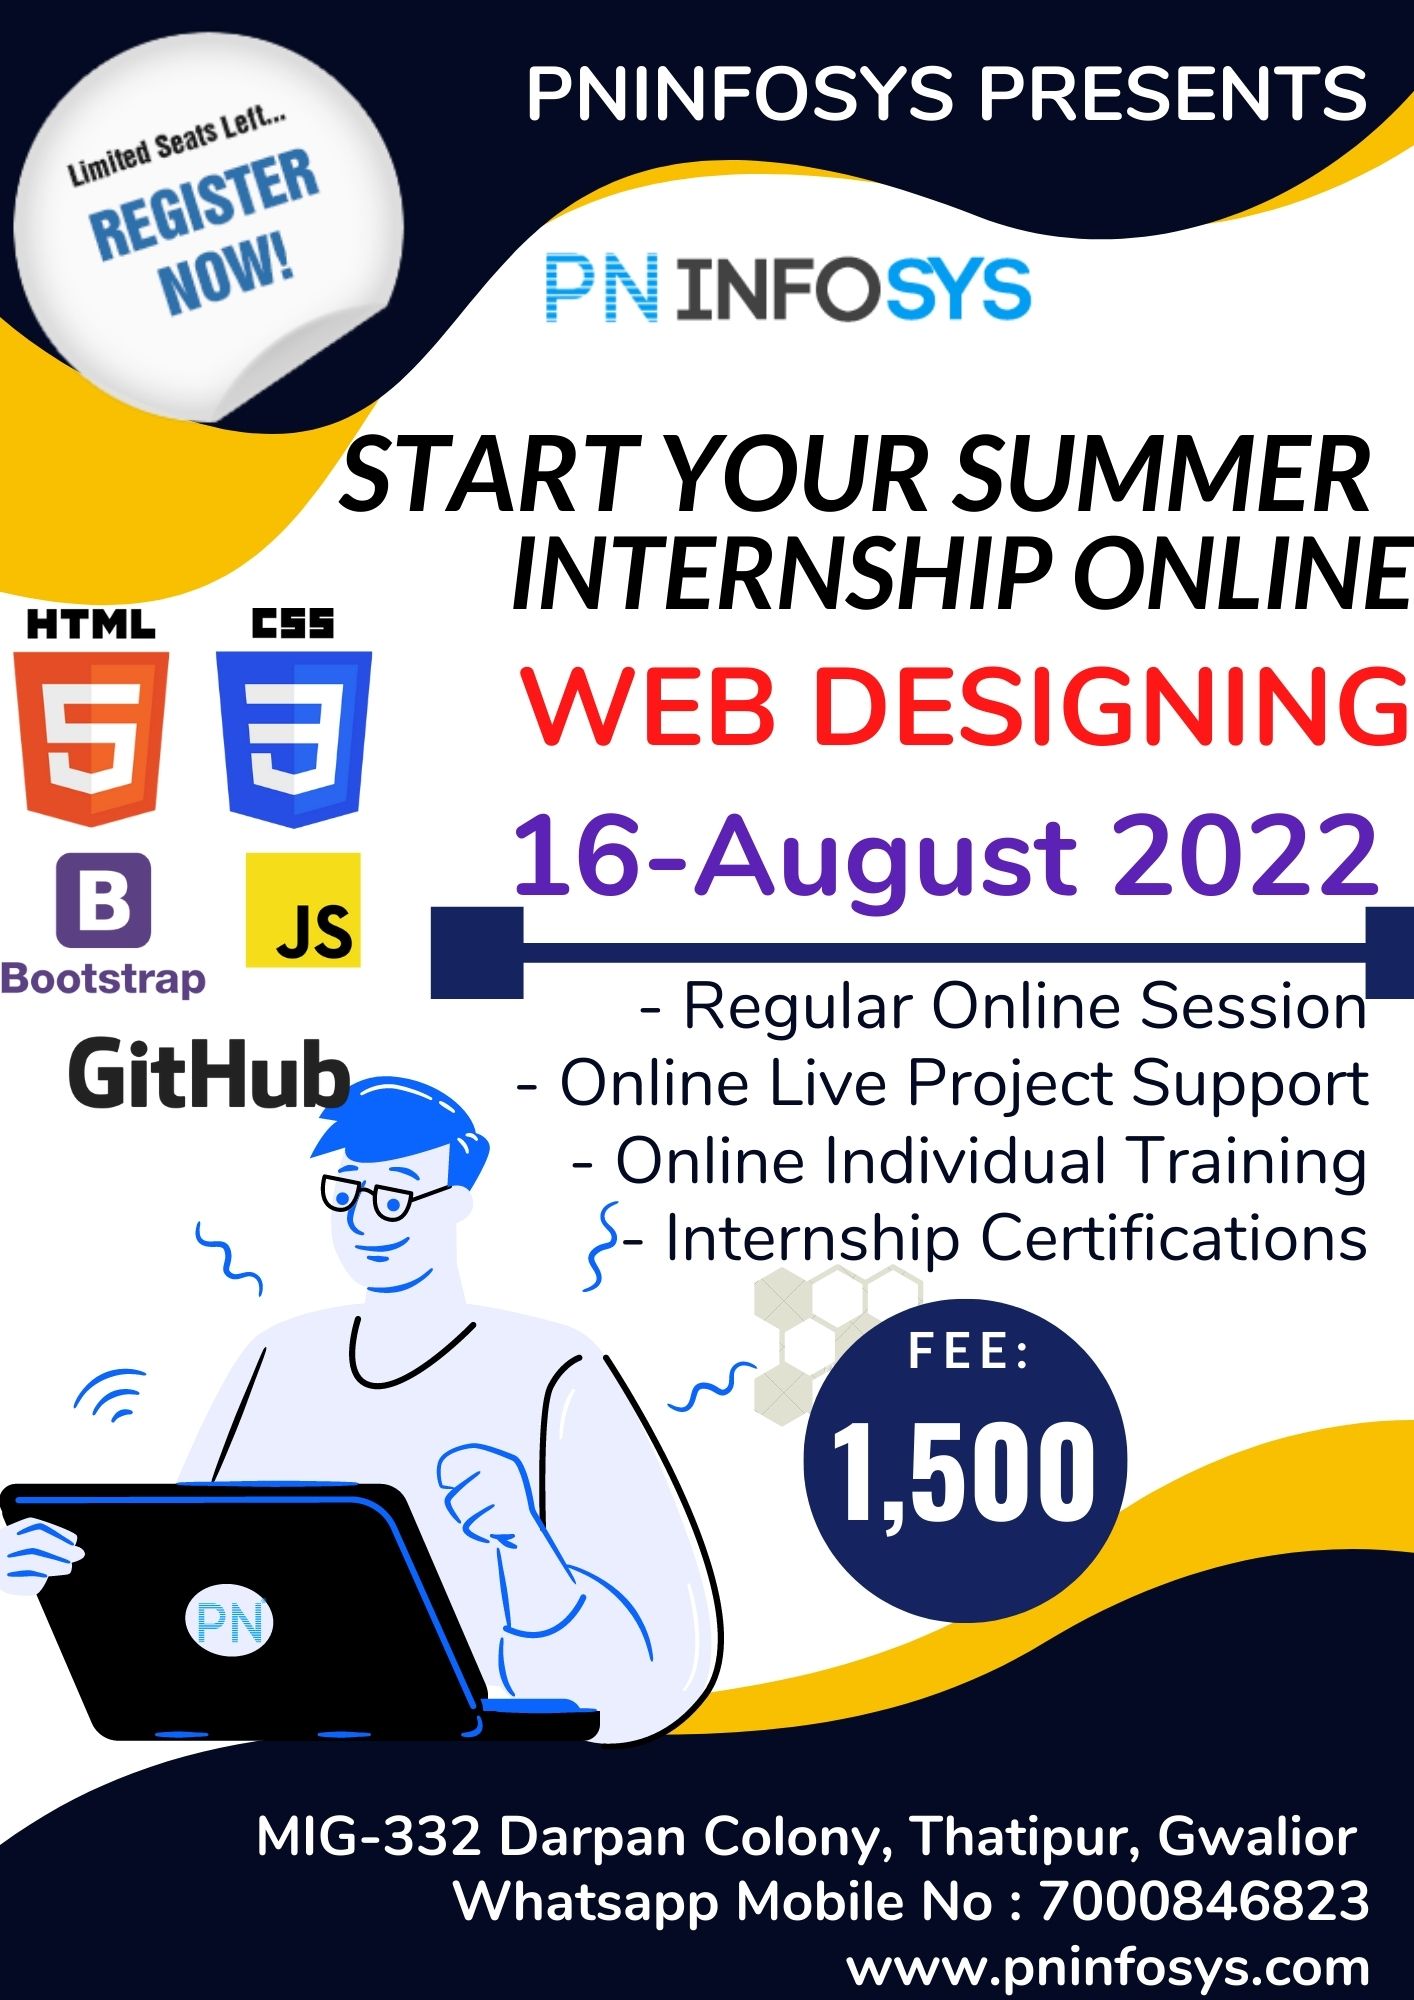 PNINFOSYS PRESENTS
Limited Seats Left...
REGISTER
NOW!
PN INFOSYS
START YOUR SUMMER
INTERNSHIP ONLINE
WEB DESIGNING
16-August 2022
HTML
CSS
5
3
B
Bootstrap
JS
GitHub
- Regular Online Session
- Online Live Project Support
- Online Individual Training
- Internship Certifications
FEE:
1,500
PN
MIG-332 Darpan Colony, Thatipur, Gwalior
Whatsapp Mobile No : 7000846823
www.pninfosys.com